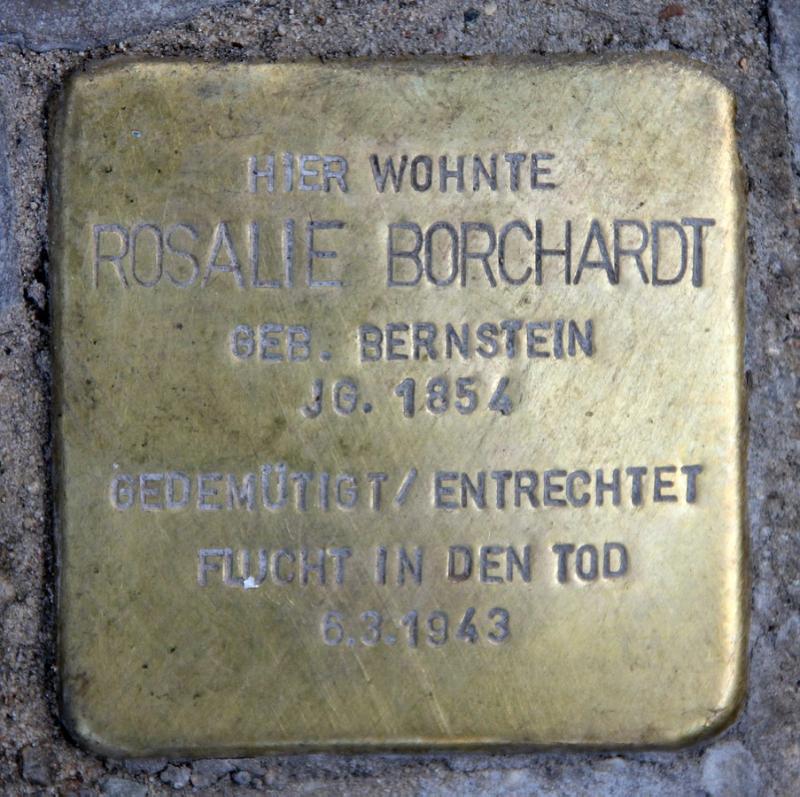 HIER WOHNTE
ROSALIE BORCHARDT
GEB. BERNSTEIN
JG. 1854
GEDEMÜTIGT/ENTRECHTET
FLUCHT IN DEN TOD
6.3.1943